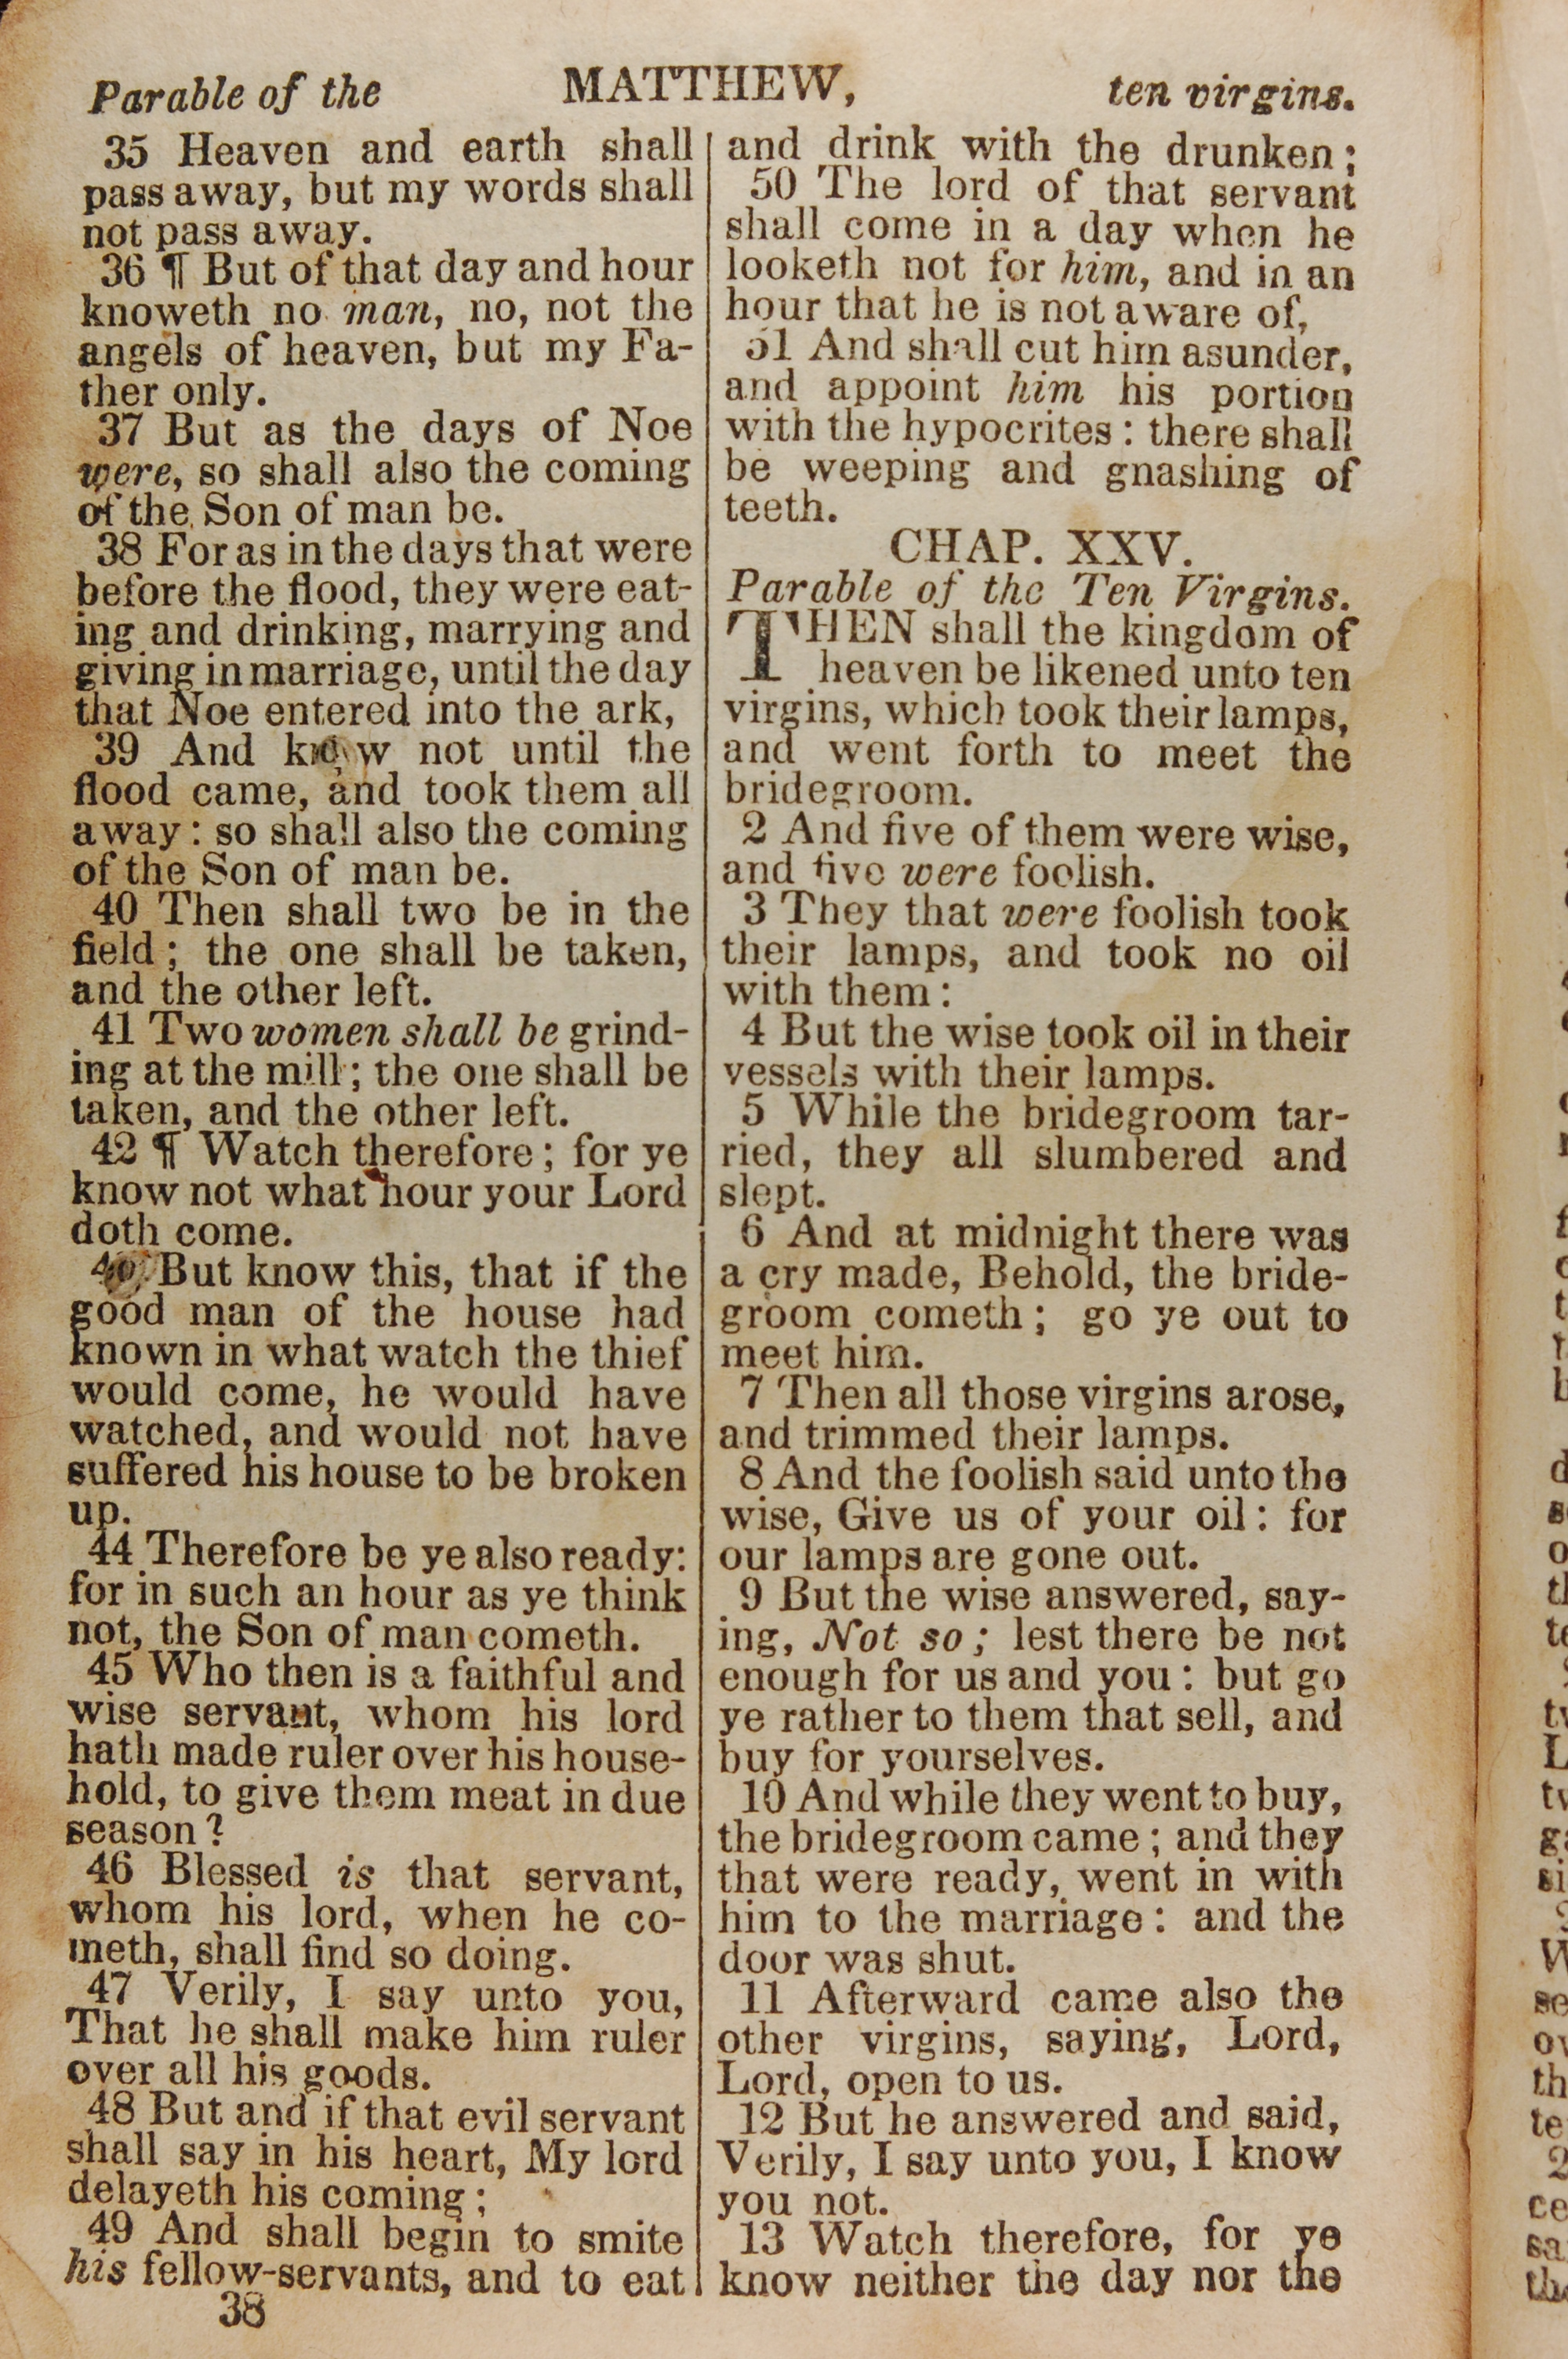 Parable of the MATTHEW, ten virgins.
35 Heaven and earth shall
pass away, but my words shall
not pass away.
36 ¶ But of that day and hour
knoweth no man, no, not the
angels of heaven, but my Fa-
ther only.
37 But as the days of Noe
were, so shall also the coming
of the Son of man be.
38 For as in the days that were
before the flood, they were eat-
ing and drinking, marrying and
giving in marriage, until the day
that Noe entered into the ark,
39 And knew not until the
flood came, and took them all
away : so shall also the coming
of the Son of man be.
40 Then shall two be in the
field ; the one shall be taken,
and the other left.
41 Two women shall be grind-
ing at the mill ; the one shall be
taken, and the other left.
42 ¶ Watch therefore ; for ye
know not what hour your Lord
doth come.
But know this, that if the
good man of the house had
known in what watch the thief
would come, he would have
watched, and would not have
suffered his house to be broken
up.
44 Therefore be ye also ready:
for in such an hour as ye think
not, the Son of man cometh.
45 Who then is a faithful and
wise servant, whom his lord
hath made ruler over his house-
hold, to give them meat in due
season ?
46 Blessed is that servant,
whom his lord, when he co-
meth, shall find so doing.
47 Verily, I say unto you,
That he shall make him ruler
over all his goods.
48 But and if that evil servant
shall say in his heart, My lord
delayeth his coming ;
49 And shall begin to smite
his fellow-servants, and to eat
38
and drink with the drunken ;
50 The lord of that servant
shall come in a day when he
looketh not for him, and in an
hour that he is not aware of,
51 And shall cut him asunder,
and appoint him his portion
with the hypocrites : there shall
be weeping and gnashing of
teeth.
CHAP. XXV.
Parable of the Ten Virgins.
THEN shall the kingdom of
heaven be likened unto ten
virgins, which took their lamps,
and went forth to meet the
bridegroom.
2 And five of them were wise,
and five were foolish.
3 They that were foolish took
their lamps, and took no oil
with them :
4 But the wise took oil in their
vessels with their lamps.
5 While the bridegroom tar-
ried, they all slumbered and
slept.
6 And at midnight there was
a cry made, Behold, the bride-
groom cometh ; go ye out to
meet him.
7 Then all those virgins arose,
and trimmed their lamps.
8 And the foolish said unto the
wise, Give us of your oil : for
our lamps are gone out.
9 But the wise answered, say-
ing, Not so ; lest there be not
enough for us and you : but go
ye rather to them that sell, and
buy for yourselves.
10 And while they went to buy,
the bridegroom came ; and they
that were ready, went in with
him to the marriage : and the
door was shut.
11 Afterward came also the
other virgins, saying, Lord,
Lord, open to us.
12 But he answered and said,
Verily, I say unto you, I know
you not.
13 Watch therefore, for ye
know neither the day nor the